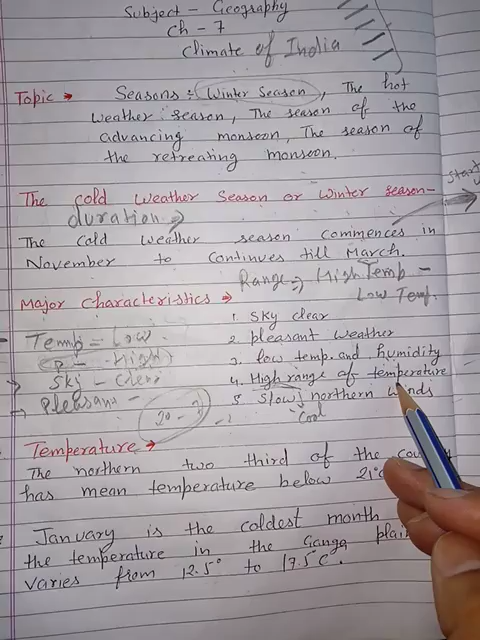 Subject - Geography
Ch - 7
Climate of India
Topic → Seasons: Winter Season, The hot
weather season, The season of the
advancing monsoon, The season of
the retreating monsoon.
The cold weather Season or Winter season-
duration →
Start
The cold weather season commences in
November to continues till March.
Range ⇒ High Temp -
Low Temp.
Major Characteristics →
1. Sky clear
Temp = Low
2. pleasant weather
P - High
3. low temp. and humidity
→ Sky - Clear
4. High range of temperature
→ Pleasant -
5. Slow northern winds
Cool
20 -
Temperature →
The northern two third of the
has mean temperature below 21°C
January is the coldest month
the temperature in the Ganga plain
varies from 12.5° to 17.5°C.